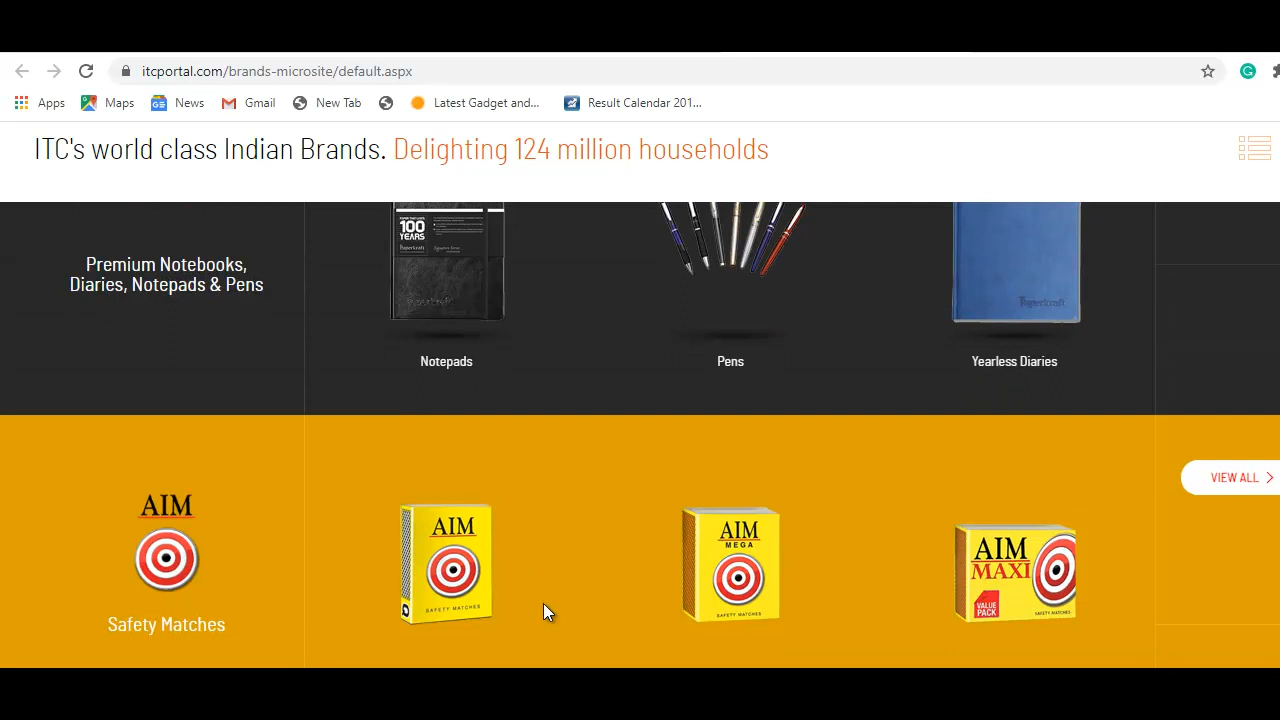 itcportal.com/brands-microsite/default.aspx
Apps Maps News Gmail New Tab Latest Gadget and... Result Calendar 201...
ITC's world class Indian Brands. Delighting 124 million households
100
YEARS
Paperkraft
Paperkraft
Premium Notebooks,
Diaries, Notepads & Pens
Notepads Pens Yearless Diaries
VIEW ALL
AIM
Safety Matches
AIM
SAFETY MATCHES
AIM
MEGA
SAFETY MATCHES
AIM
MAXI
VALUE
PACK
SAFETY MATCHES